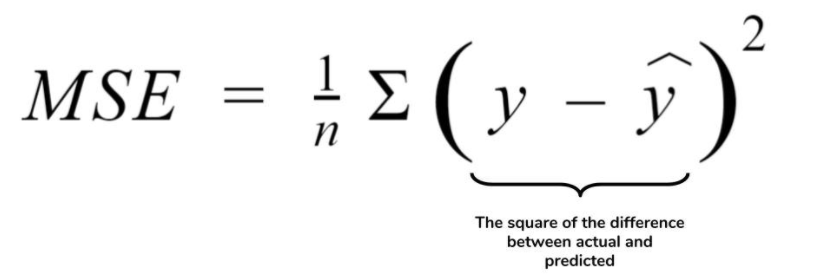 MSE = 1/n Σ (y − ŷ)²
The square of the difference
between actual and
predicted